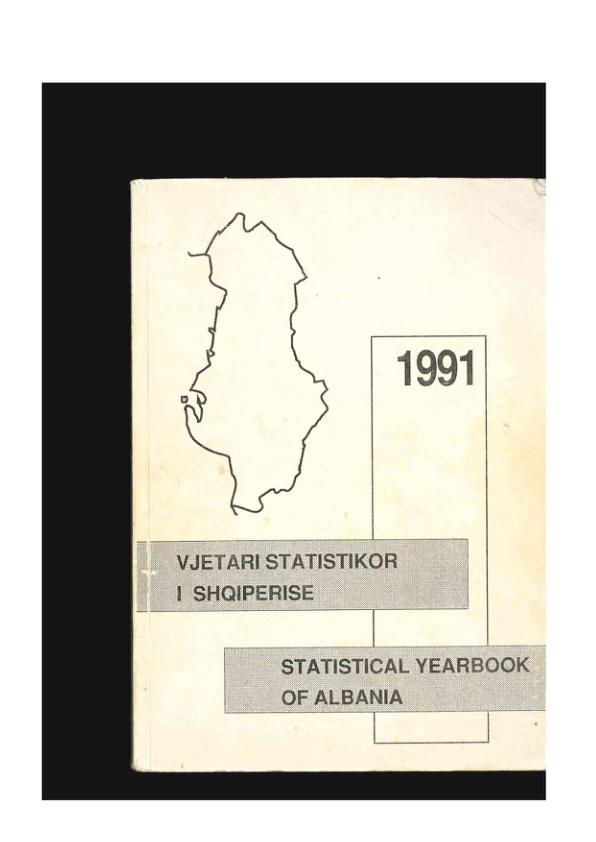 1991
VJETARI STATISTIKOR
I SHQIPERISE
STATISTICAL YEARBOOK
OF ALBANIA